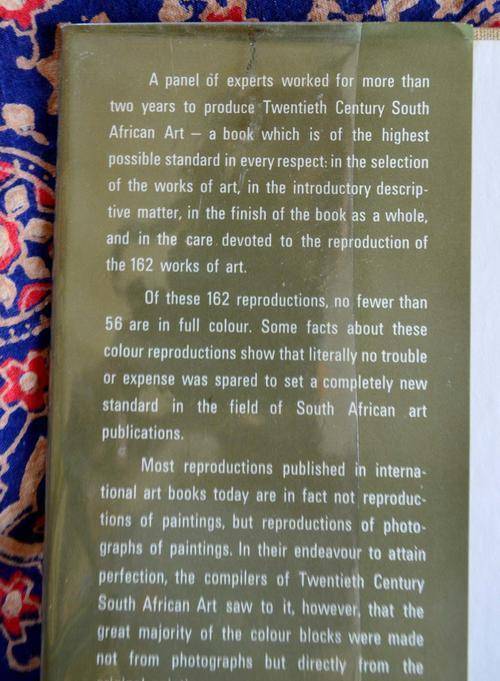 A panel of experts worked for more than
two years to produce Twentieth Century South
African Art — a book which is of the highest
possible standard in every respect: in the selection
of the works of art, in the introductory descrip-
tive matter, in the finish of the book as a whole,
and in the care devoted to the reproduction of
the 162 works of art.
Of these 162 reproductions, no fewer than
56 are in full colour. Some facts about these
colour reproductions show that literally no trouble
or expense was spared to set a completely new
standard in the field of South African art
publications.
Most reproductions published in interna-
tional art books today are in fact not reproduc-
tions of paintings, but reproductions of photo-
graphs of paintings. In their endeavour to attain
perfection, the compilers of Twentieth Century
South African Art saw to it, however, that the
great majority of the colour blocks were made
not from photographs but directly from the